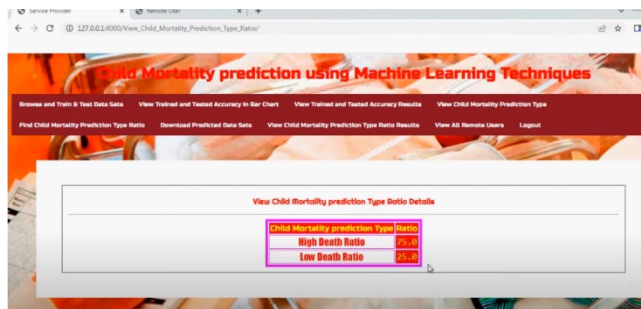 Service Provider
Remote User
127.0.0.1:8000/View_Child_Mortality_Prediction_Type_Ratio/
Child Mortality prediction using Machine Learning Techniques
Browse and Train & Test Data Sets View Trained and Tested Accuracy in Bar Chart View Trained and Tested Accuracy Results View Child Mortality Prediction Type
Find Child Mortality Prediction Type Ratio Download Predicted Data Sets View Child Mortality Prediction Type Ratio Results View All Remote Users Logout
View Child Mortality prediction Type Ratio Details
Child Mortality prediction Type Ratio
High Death Ratio 75.0
Low Death Ratio 25.0